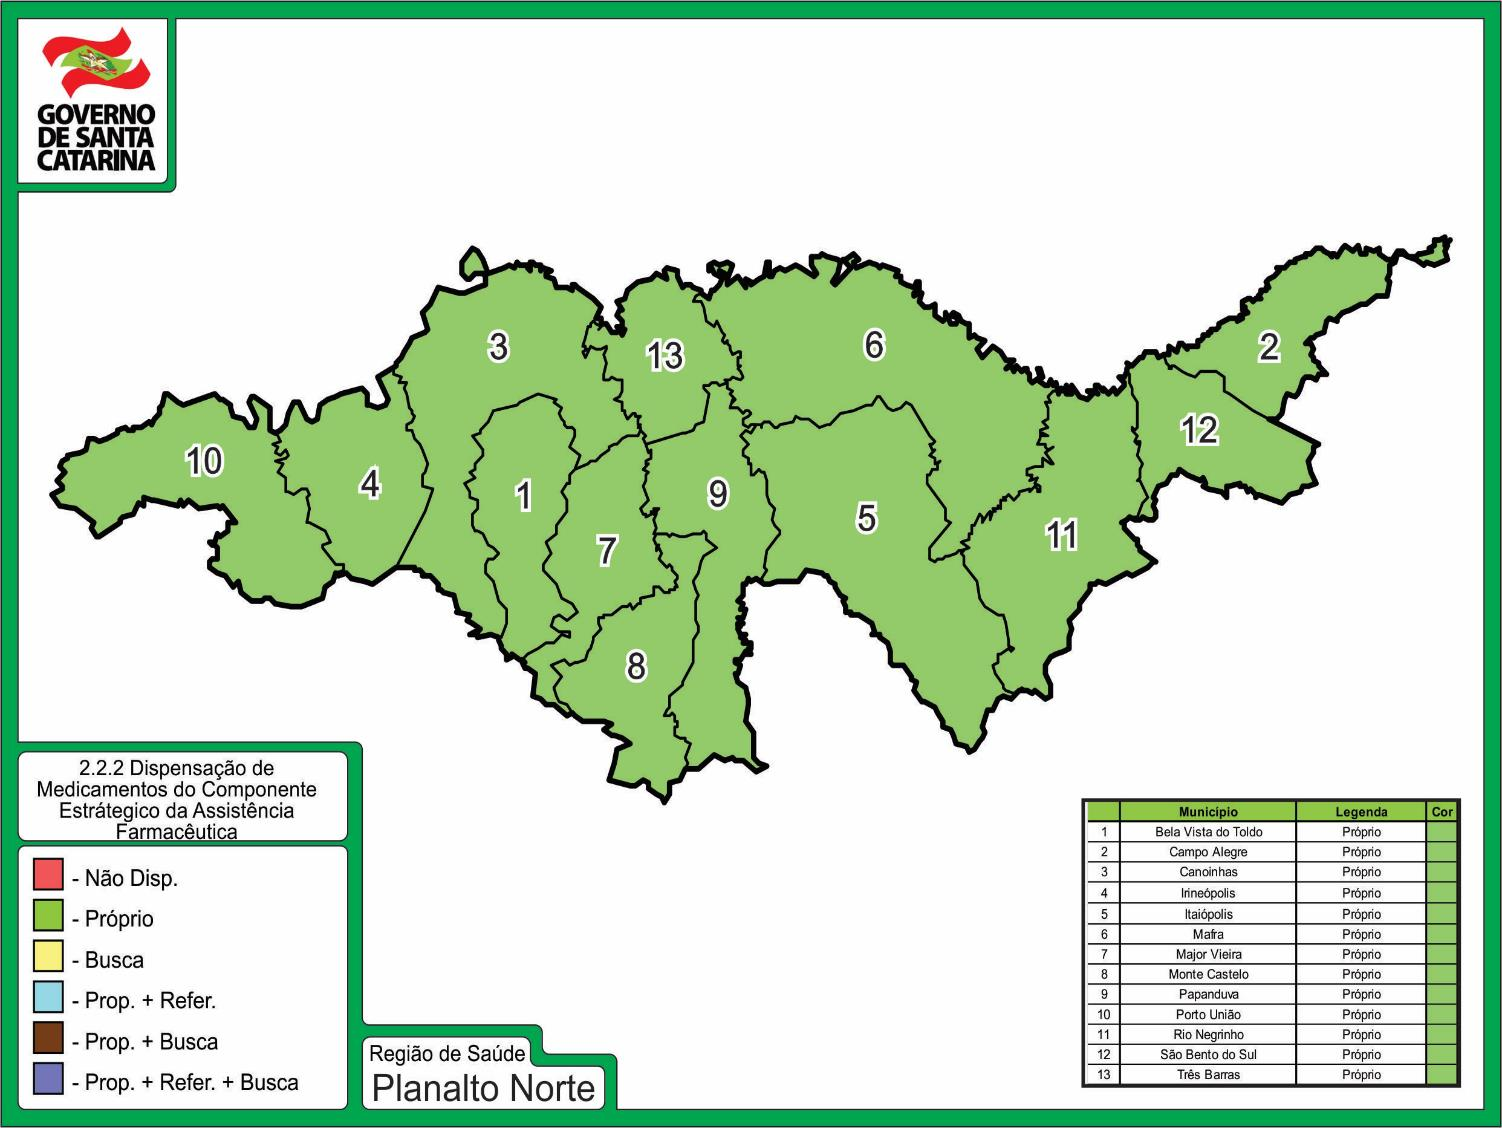 GOVERNO
DE SANTA
CATARINA
3
13
6
2
12
10
4
1
9
5
11
7
8
2.2.2 Dispensação de
Medicamentos do Componente
Estrátegico da Assistência
Farmacêutica
- Não Disp.
- Próprio
- Busca
- Prop. + Refer.
- Prop. + Busca
- Prop. + Refer. + Busca
Região de Saúde
Planalto Norte
Município Legenda Cor
1 Bela Vista do Toldo Próprio
2 Campo Alegre Próprio
3 Canoinhas Próprio
4 Irineópolis Próprio
5 Itaiópolis Próprio
6 Mafra Próprio
7 Major Vieira Próprio
8 Monte Castelo Próprio
9 Papanduva Próprio
10 Porto União Próprio
11 Rio Negrinho Próprio
12 São Bento do Sul Próprio
13 Três Barras Próprio